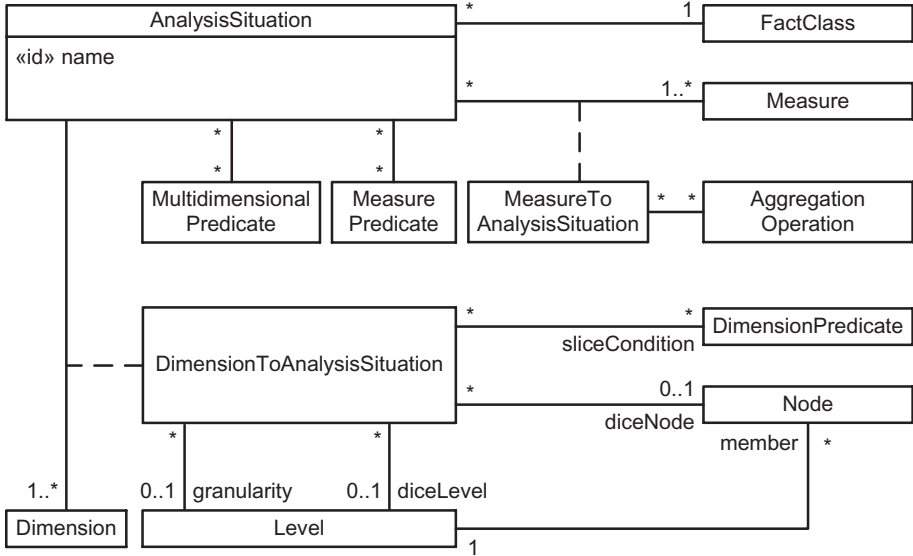 AnalysisSituation
«id» name
* 1
FactClass
* 1..*
Measure
* *
* *
Multidimensional
Predicate
Measure
Predicate
MeasureTo
AnalysisSituation
* *
Aggregation
Operation
DimensionToAnalysisSituation
* *
sliceCondition
DimensionPredicate
* 0..1
diceNode
Node
member *
* *
1..*
0..1 granularity
0..1 diceLevel
Dimension
Level
1